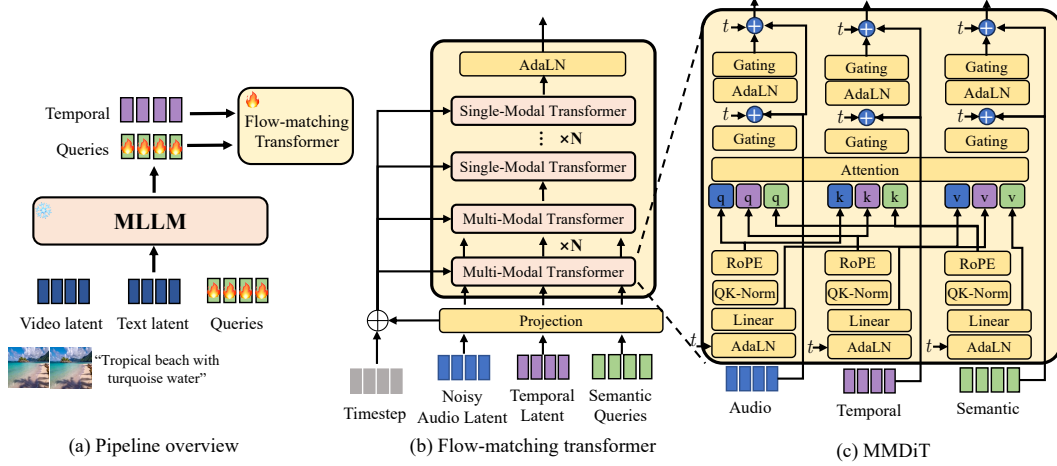 Temporal
Queries
Flow-matching
Transformer
MLLM
Video latent
Text latent
Queries
“Tropical beach with
turquoise water”
(a) Pipeline overview
AdaLN
Single-Modal Transformer
⋮ ×N
Single-Modal Transformer
Multi-Modal Transformer
×N
Multi-Modal Transformer
Projection
Timestep
Noisy
Audio Latent
Temporal
Latent
Semantic
Queries
(b) Flow-matching transformer
t t t
Gating Gating Gating
AdaLN AdaLN AdaLN
Gating Gating Gating
Attention
q q q k k k v v v
RoPE RoPE RoPE
QK-Norm QK-Norm QK-Norm
Linear Linear Linear
t AdaLN t AdaLN t AdaLN
Audio Temporal Semantic
(c) MMDiT